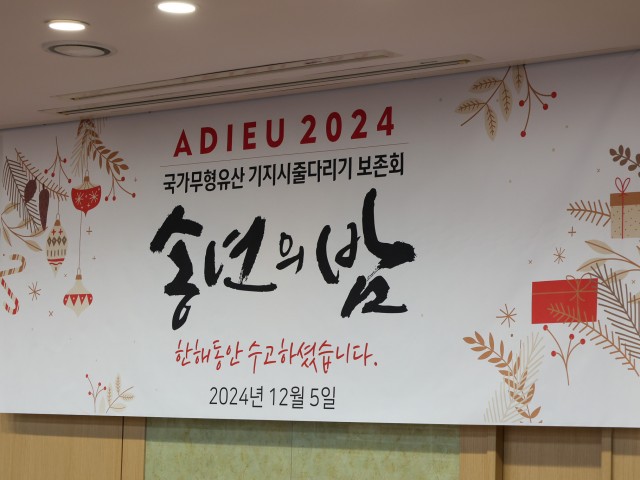 ADIEU 2024
국가무형유산 기지시줄다리기 보존회
송년의 밤
한해동안 수고하셨습니다.
2024년 12월 5일